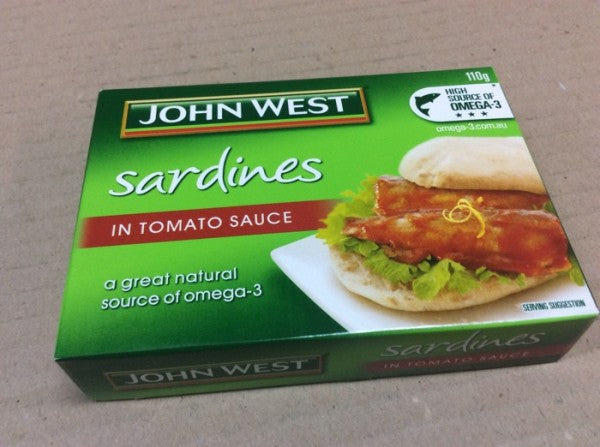 110g
JOHN WEST
HIGH
SOURCE OF
OMEGA-3
omega-3.com.au
sardines
IN TOMATO SAUCE
a great natural
source of omega-3
SERVING SUGGESTION
JOHN WEST
sardines
IN TOMATO SAUCE